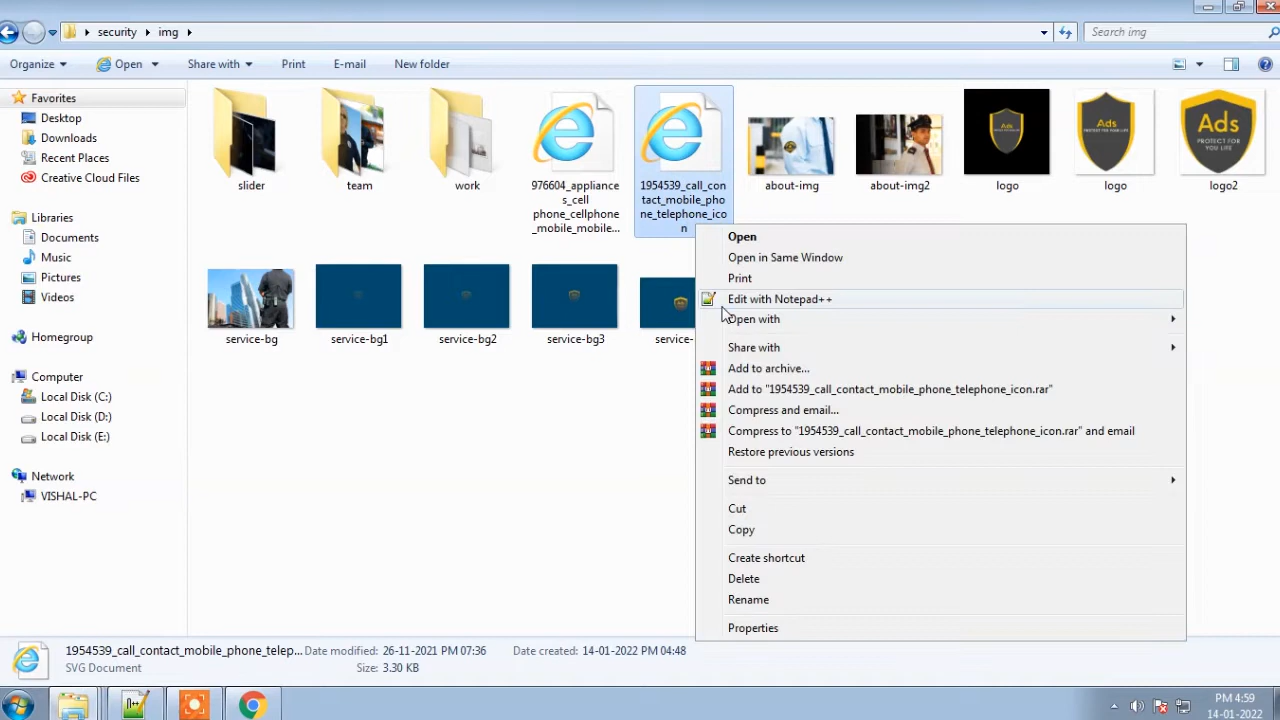 security
img
Search img
Organize
Open
Share with
Print
E-mail
New folder
Favorites
Desktop
Downloads
Recent Places
Creative Cloud Files
Libraries
Documents
Music
Pictures
Videos
Homegroup
Computer
Local Disk (C:)
Local Disk (D:)
Local Disk (E:)
Network
VISHAL-PC
Ads
Ads
PROTECT FOR YOUR LIFE
Ads
PROTECT FOR
YOU LIFE
slider
team
work
976604_applianc
es_cell
phone_cellphone
_mobile_mobile...
1954539_call_con
tact_mobile_pho
ne_telephone_ico
n
about-img
about-img2
logo
logo
logo2
service-bg
service-bg1
service-bg2
service-bg3
service-
Open
Open in Same Window
Print
Edit with Notepad++
Open with
Share with
Add to archive...
Add to "1954539_call_contact_mobile_phone_telephone_icon.rar"
Compress and email...
Compress to "1954539_call_contact_mobile_phone_telephone_icon.rar" and email
Restore previous versions
Send to
Cut
Copy
Create shortcut
Delete
Rename
Properties
1954539_call_contact_mobile_phone_telep... Date modified: 26-11-2021 PM 07:36 Date created: 14-01-2022 PM 04:48
SVG Document Size: 3.30 KB
PM 4:59
14-01-2022